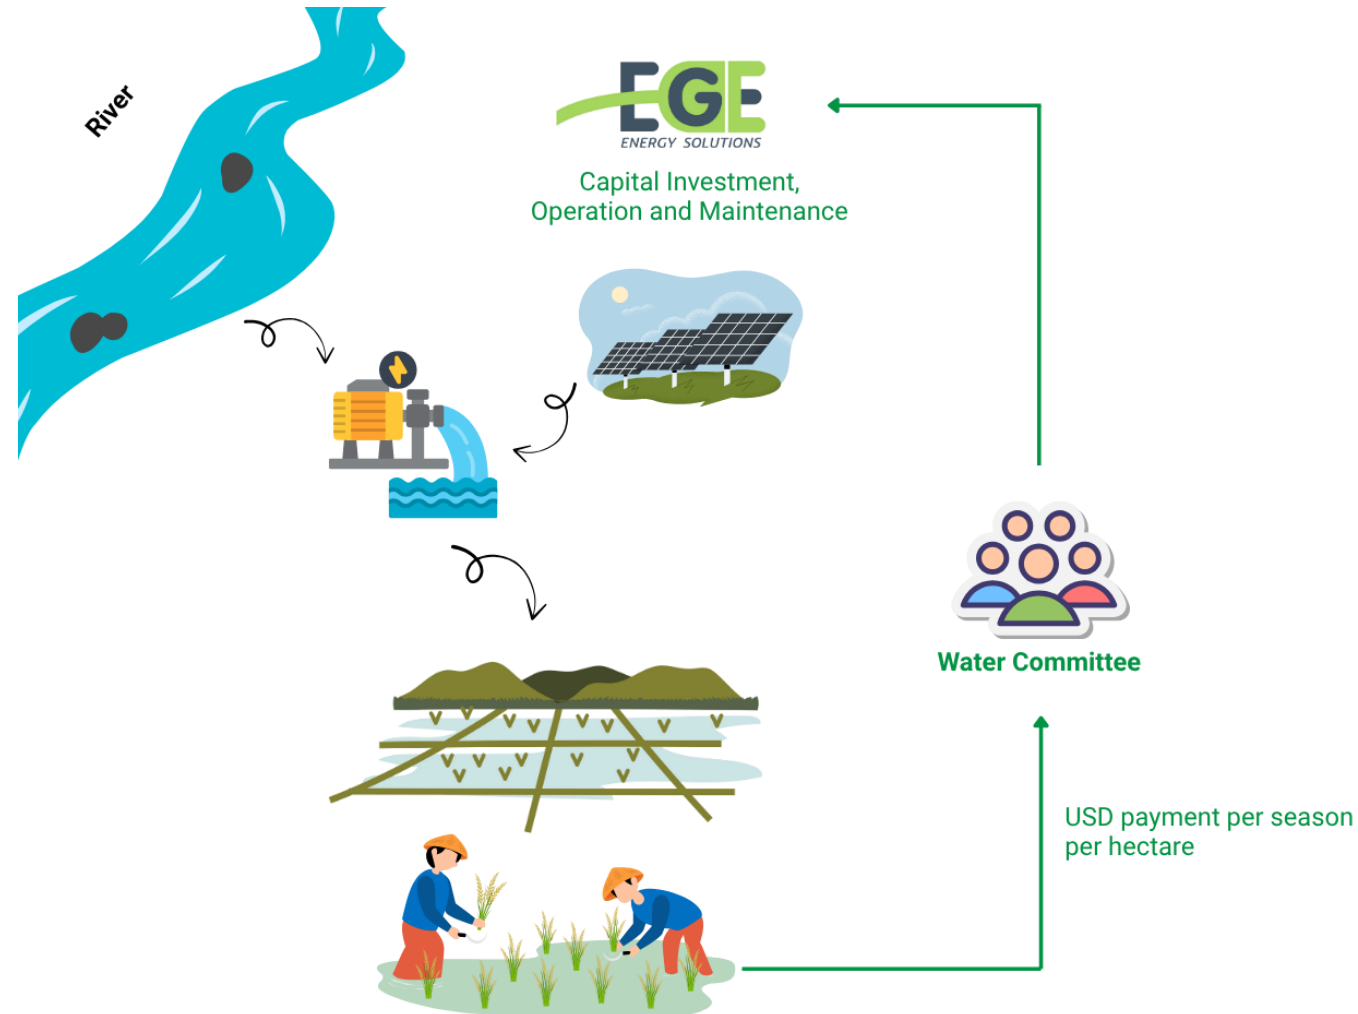 River
EGE
ENERGY SOLUTIONS
Capital Investment,
Operation and Maintenance
Water Committee
USD payment per season
per hectare